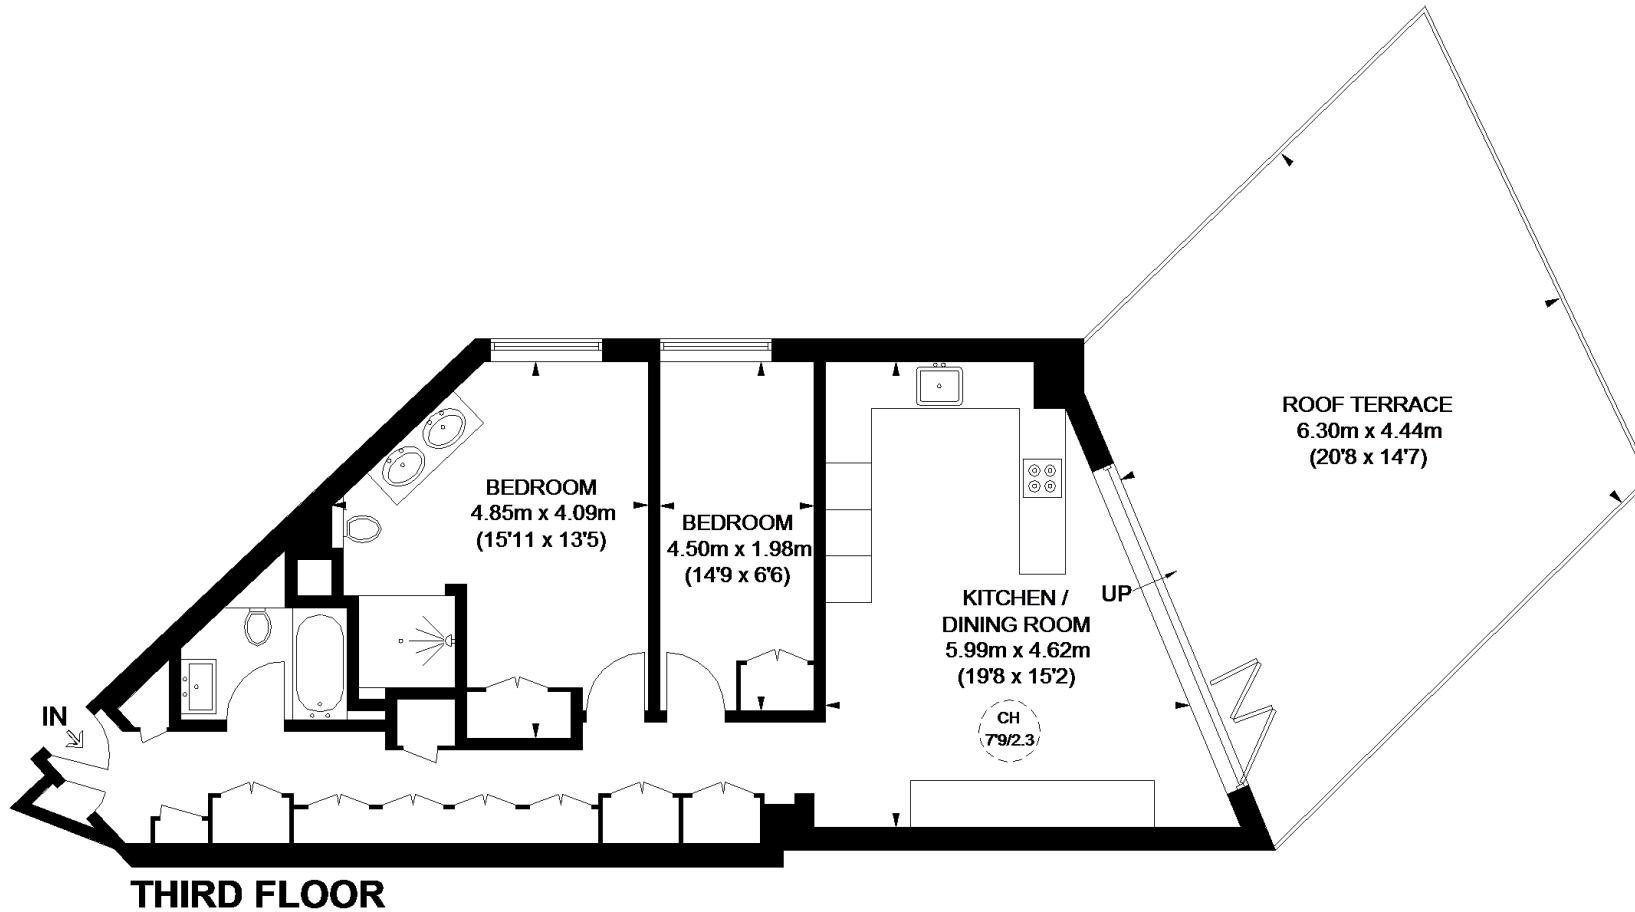 ROOF TERRACE
6.30m x 4.44m
(20'8 x 14'7)
BEDROOM
4.85m x 4.09m
(15'11 x 13'5)
BEDROOM
4.50m x 1.98m
(14'9 x 6'6)
UP
KITCHEN /
DINING ROOM
5.99m x 4.62m
(19'8 x 15'2)
CH
7'9/2.3
IN
THIRD FLOOR